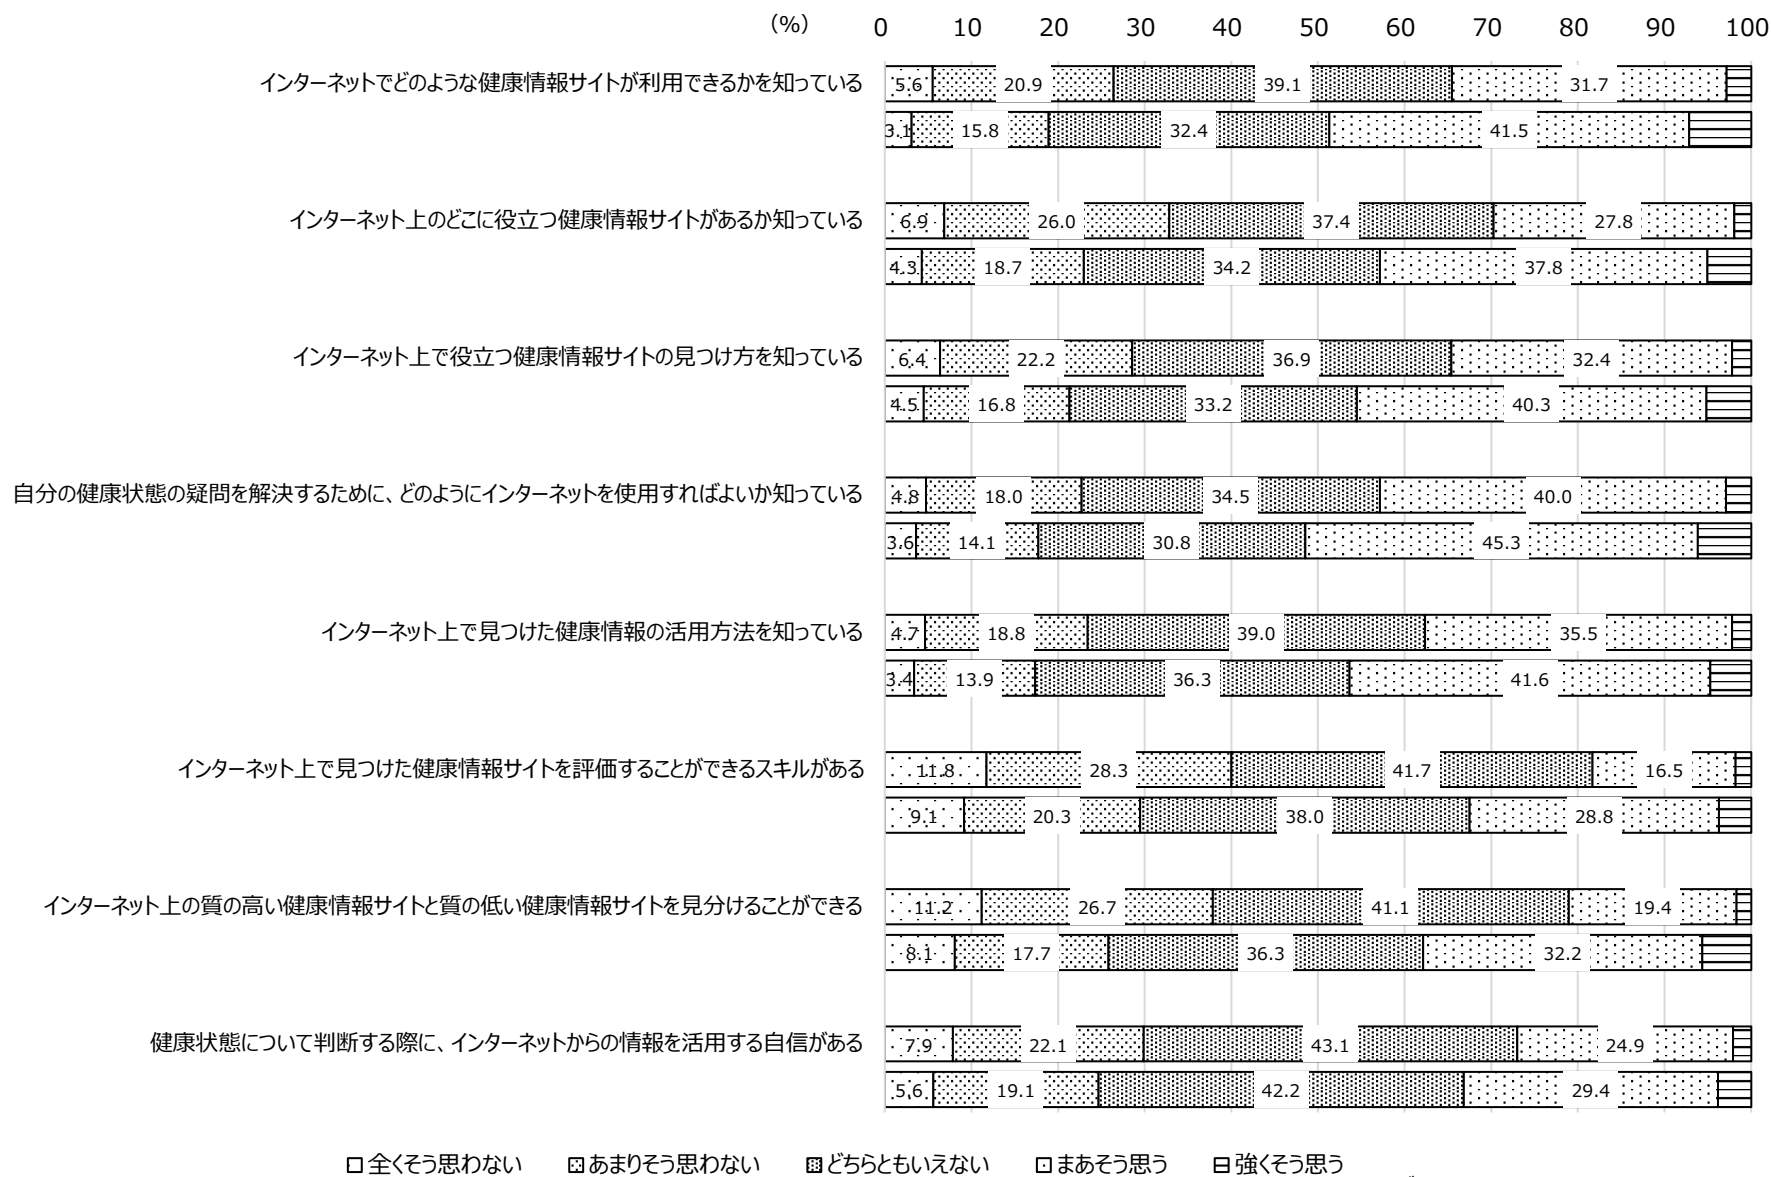 (%) 0 10 20 30 40 50 60 70 80 90 100
インターネットでどのような健康情報サイトが利用できるかを知っている 5.6 20.9 39.1 31.7
3.1 15.8 32.4 41.5
インターネット上のどこに役立つ健康情報サイトがあるか知っている 6.9 26.0 37.4 27.8
4.3 18.7 34.2 37.8
インターネット上で役立つ健康情報サイトの見つけ方を知っている 6.4 22.2 36.9 32.4
4.5 16.8 33.2 40.3
自分の健康状態の疑問を解決するために、どのようにインターネットを使用すればよいか知っている 4.8 18.0 34.5 40.0
3.6 14.1 30.8 45.3
インターネット上で見つけた健康情報の活用方法を知っている 4.7 18.8 39.0 35.5
3.4 13.9 36.3 41.6
インターネット上で見つけた健康情報サイトを評価することができるスキルがある 11.8 28.3 41.7 16.5
9.1 20.3 38.0 28.8
インターネット上の質の高い健康情報サイトと質の低い健康情報サイトを見分けることができる 11.2 26.7 41.1 19.4
8.1 17.7 36.3 32.2
健康状態について判断する際に、インターネットからの情報を活用する自信がある 7.9 22.1 43.1 24.9
5.6 19.1 42.2 29.4
全くそう思わない あまりそう思わない どちらともいえない まあそう思う 強くそう思う